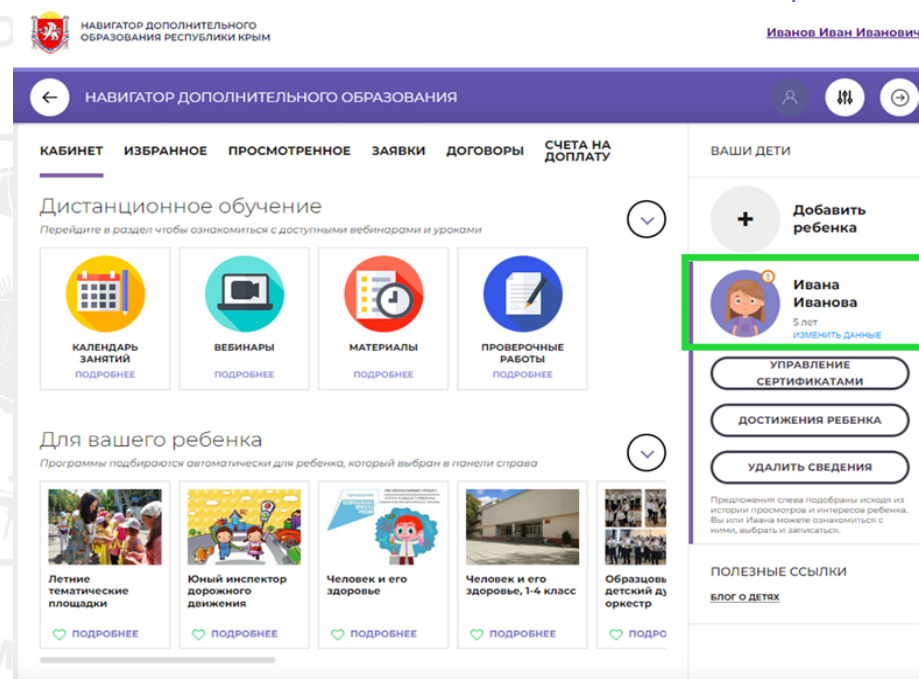 НАВИГАТОР ДОПОЛНИТЕЛЬНОГО
ОБРАЗОВАНИЯ РЕСПУБЛИКИ КРЫМ
Иванов Иван Иванович
НАВИГАТОР ДОПОЛНИТЕЛЬНОГО ОБРАЗОВАНИЯ
КАБИНЕТ ИЗБРАННОЕ ПРОСМОТРЕННОЕ ЗАЯВКИ ДОГОВОРЫ СЧЕТА НА
ДОПЛАТУ
Дистанционное обучение
Перейдите в раздел чтобы ознакомиться с доступными вебинарами и уроками
КАЛЕНДАРЬ
ЗАНЯТИЙ
ПОДРОБНЕЕ
ВЕБИНАРЫ
ПОДРОБНЕЕ
МАТЕРИАЛЫ
ПОДРОБНЕЕ
ПРОВЕРОЧНЫЕ
РАБОТЫ
ПОДРОБНЕЕ
Для вашего ребенка
Программы подбираются автоматически для ребенка, который выбран в панели справа
Летние
тематические
площадки
ПОДРОБНЕЕ
Юный инспектор
дорожного
движения
ПОДРОБНЕЕ
Человек и его
здоровье
ПОДРОБНЕЕ
Человек и его
здоровье, 1-4 класс
ПОДРОБНЕЕ
Образцовы
детский ду
оркестр
ПОДРО
ВАШИ ДЕТИ
Добавить
ребенка
Ивана
Иванова
5 лет
ИЗМЕНИТЬ ДАННЫЕ
УПРАВЛЕНИЕ
СЕРТИФИКАТАМИ
ДОСТИЖЕНИЯ РЕБЕНКА
УДАЛИТЬ СВЕДЕНИЯ
Предложения слева подобраны исходя из
истории просмотров и интересов ребенка.
Вы или Ивана можете ознакомиться с
ними, выбрать и записаться.
ПОЛЕЗНЫЕ ССЫЛКИ
БЛОГ О ДЕТЯХ